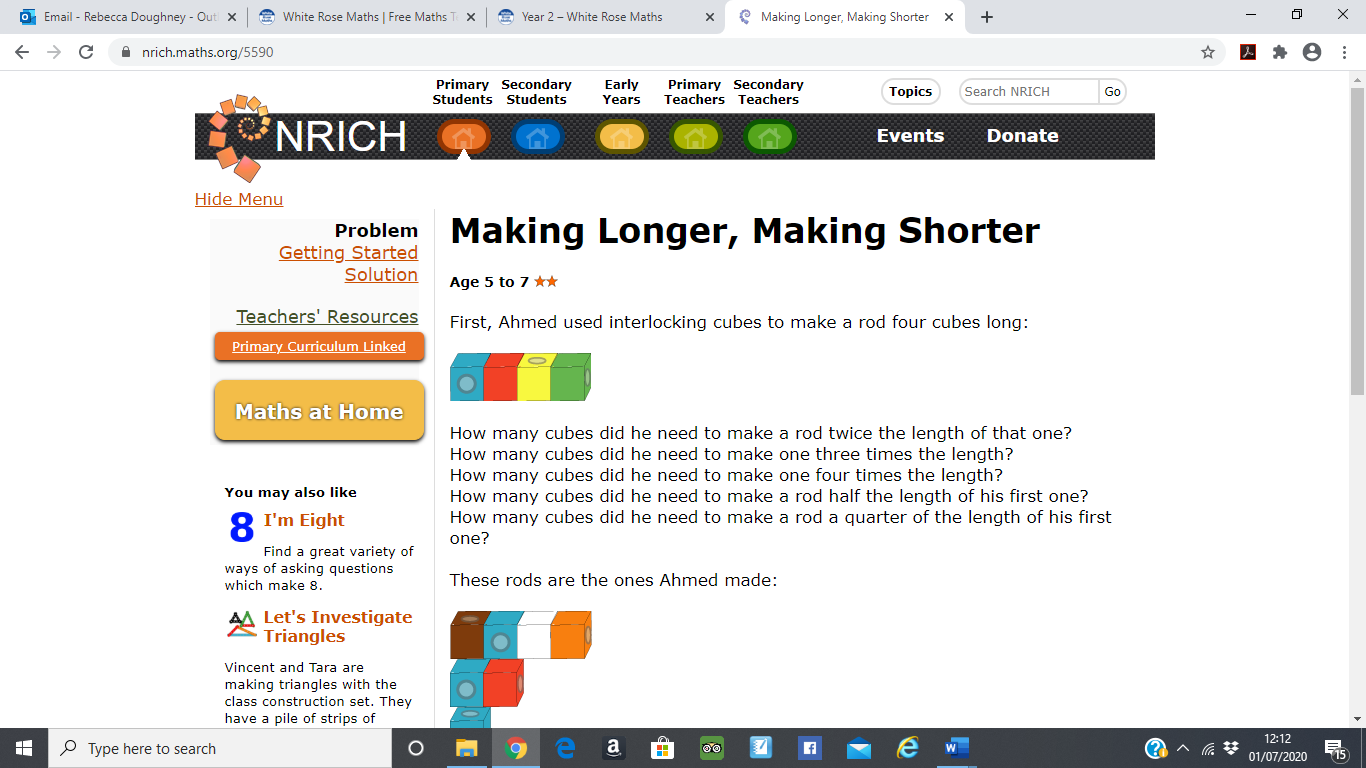 Email - Rebecca Doughney - Out
White Rose Maths | Free Maths T
Year 2 – White Rose Maths
Making Longer, Making Shorter
nrich.maths.org/5590
Primary Students
Secondary Students
Early Years
Primary Teachers
Secondary Teachers
Topics
Search NRICH
Go
NRICH
Events
Donate
Hide Menu
Problem
Getting Started
Solution
Teachers' Resources
Primary Curriculum Linked
Maths at Home
You may also like
8
I'm Eight
Find a great variety of
ways of asking questions
which make 8.
Let's Investigate
Triangles
Vincent and Tara are
making triangles with the
class construction set. They
have a pile of strips of
Making Longer, Making Shorter
Age 5 to 7
First, Ahmed used interlocking cubes to make a rod four cubes long:
How many cubes did he need to make a rod twice the length of that one?
How many cubes did he need to make one three times the length?
How many cubes did he need to make one four times the length?
How many cubes did he need to make a rod half the length of his first one?
How many cubes did he need to make a rod a quarter of the length of his first
one?
These rods are the ones Ahmed made:
Type here to search
12:12
01/07/2020
15